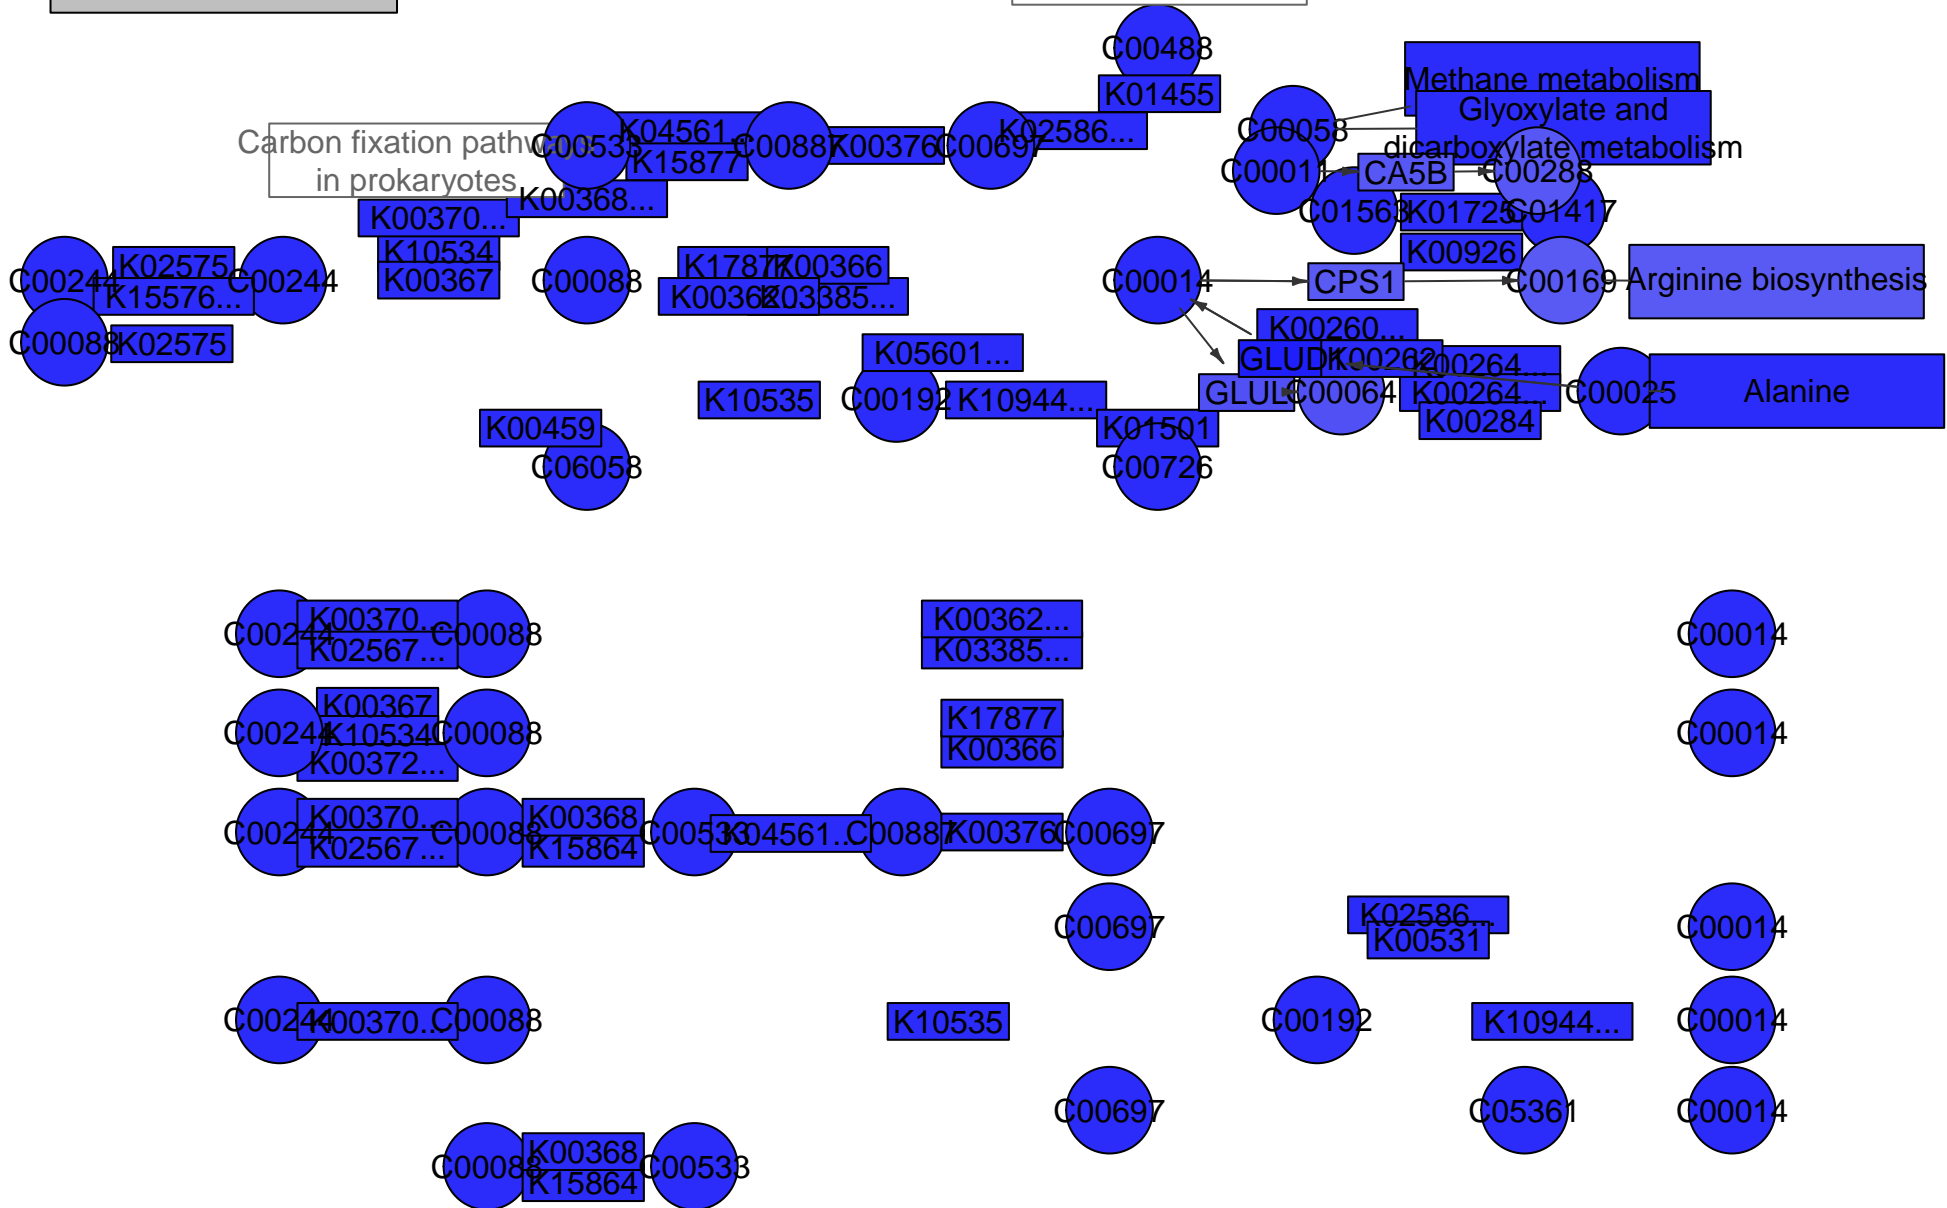 C00488
K01455
Methane metabolism
Glyoxylate and
dicarboxylate metabolism
C00058
Carbon fixation pathways
in prokaryotes
C00533
K04561...
K15877
C00887
K00376
C00697
K02586...
C00011
CA5B
C00288
K00368...
K00370...
C01563
K01725
C01417
K10534
K00367
K00926
C00244
K02575
K15576...
C00244
C00088
K17877
K00366
K00362...
K03385...
C00014
CPS1
C00169
Arginine biosynthesis
C00088
K02575
K05601...
K00260...
GLUD1
K00262
K00264...
K10535
C00192
K10944...
GLUL
C00064
K00264...
C00025
Alanine
K00459
K01501
K00284
C06058
C00726
C00244
K00370...
K02567...
C00088
K00362...
K03385...
C00014
C00244
K00367
K10534
K00372...
C00088
K17877
K00366
C00014
C00244
K00370...
K02567...
C00088
K00368
K15864
C00533
K04561...
C00887
K00376
C00697
C00697
K02586...
K00531
C00014
C00244
K00370...
C00088
K10535
C00192
K10944...
C00014
C00697
C05361
C00014
C00088
K00368
K15864
C00533